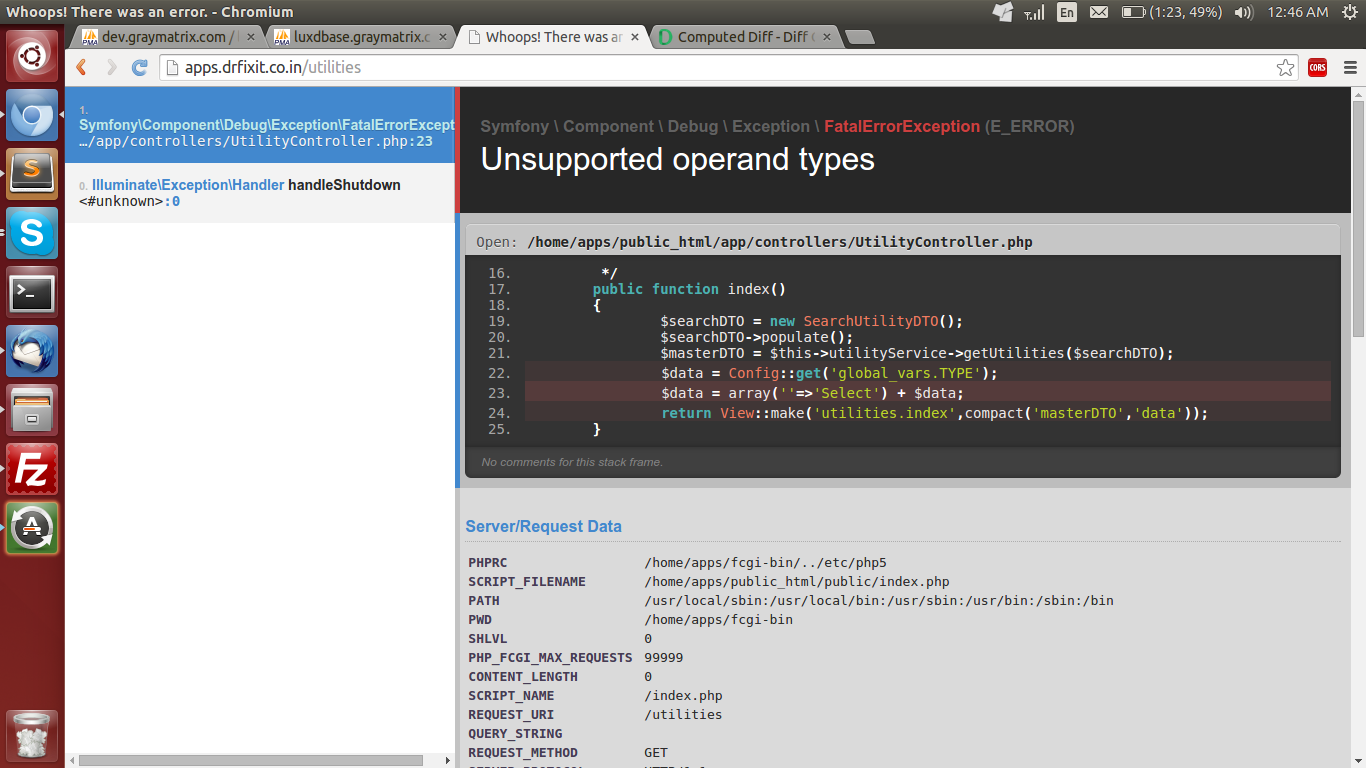 Whoops! There was an error. - Chromium
En
(1:23, 49%)
12:46 AM
PMA
dev.graymatrix.com /
PMA
luxdbase.graymatrix.c
Whoops! There was an
Computed Diff - Diff
apps.drfixit.co.in/utilities
CORS
1.
Symfony\Component\Debug\Exception\FatalErrorExcept
…/app/controllers/UtilityController.php:23
0. Illuminate\Exception\Handler handleShutdown
<#unknown>:0
Symfony \ Component \ Debug \ Exception \ FatalErrorException (E_ERROR)
Unsupported operand types
Open: /home/apps/public_html/app/controllers/UtilityController.php
16. */
17. public function index()
18. {
19. $searchDTO = new SearchUtilityDTO();
20. $searchDTO->populate();
21. $masterDTO = $this->utilityService->getUtilities($searchDTO);
22. $data = Config::get('global_vars.TYPE');
23. $data = array(''=>'Select') + $data;
24. return View::make('utilities.index',compact('masterDTO','data'));
25. }
No comments for this stack frame.
Server/Request Data
PHPRC /home/apps/fcgi-bin/../etc/php5
SCRIPT_FILENAME /home/apps/public_html/public/index.php
PATH /usr/local/sbin:/usr/local/bin:/usr/sbin:/usr/bin:/sbin:/bin
PWD /home/apps/fcgi-bin
SHLVL 0
PHP_FCGI_MAX_REQUESTS 99999
CONTENT_LENGTH 0
SCRIPT_NAME /index.php
REQUEST_URI /utilities
QUERY_STRING
REQUEST_METHOD GET